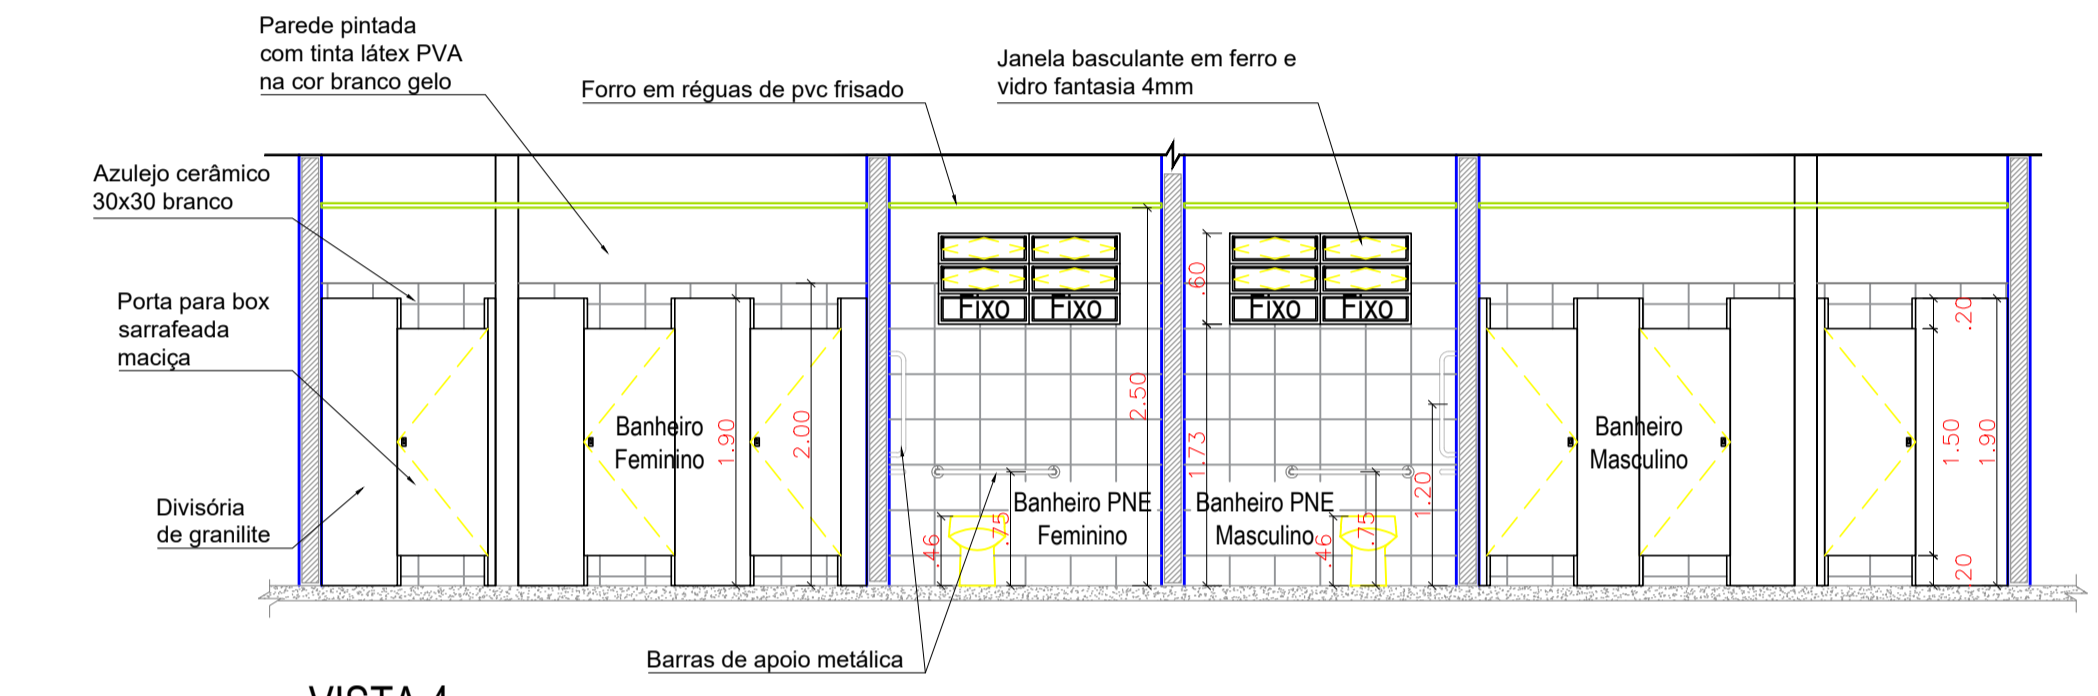 Parede pintada
com tinta látex PVA
na cor branco gelo
Forro em réguas de pvc frisado
Janela basculante em ferro e
vidro fantasia 4mm
Azulejo cerâmico
30x30 branco
Porta para box
sarrafeada
maciça
Divisória
de granilite
Banheiro
Feminino
1.90
2.00
Fixo Fixo
2.50
.46
.75
Banheiro PNE
Feminino
.60
1.73
Fixo Fixo
Banheiro PNE
Masculino
.46
.75
1.20
Banheiro
Masculino
.20
1.50
1.90
.20
Barras de apoio metálica
VISTA 4